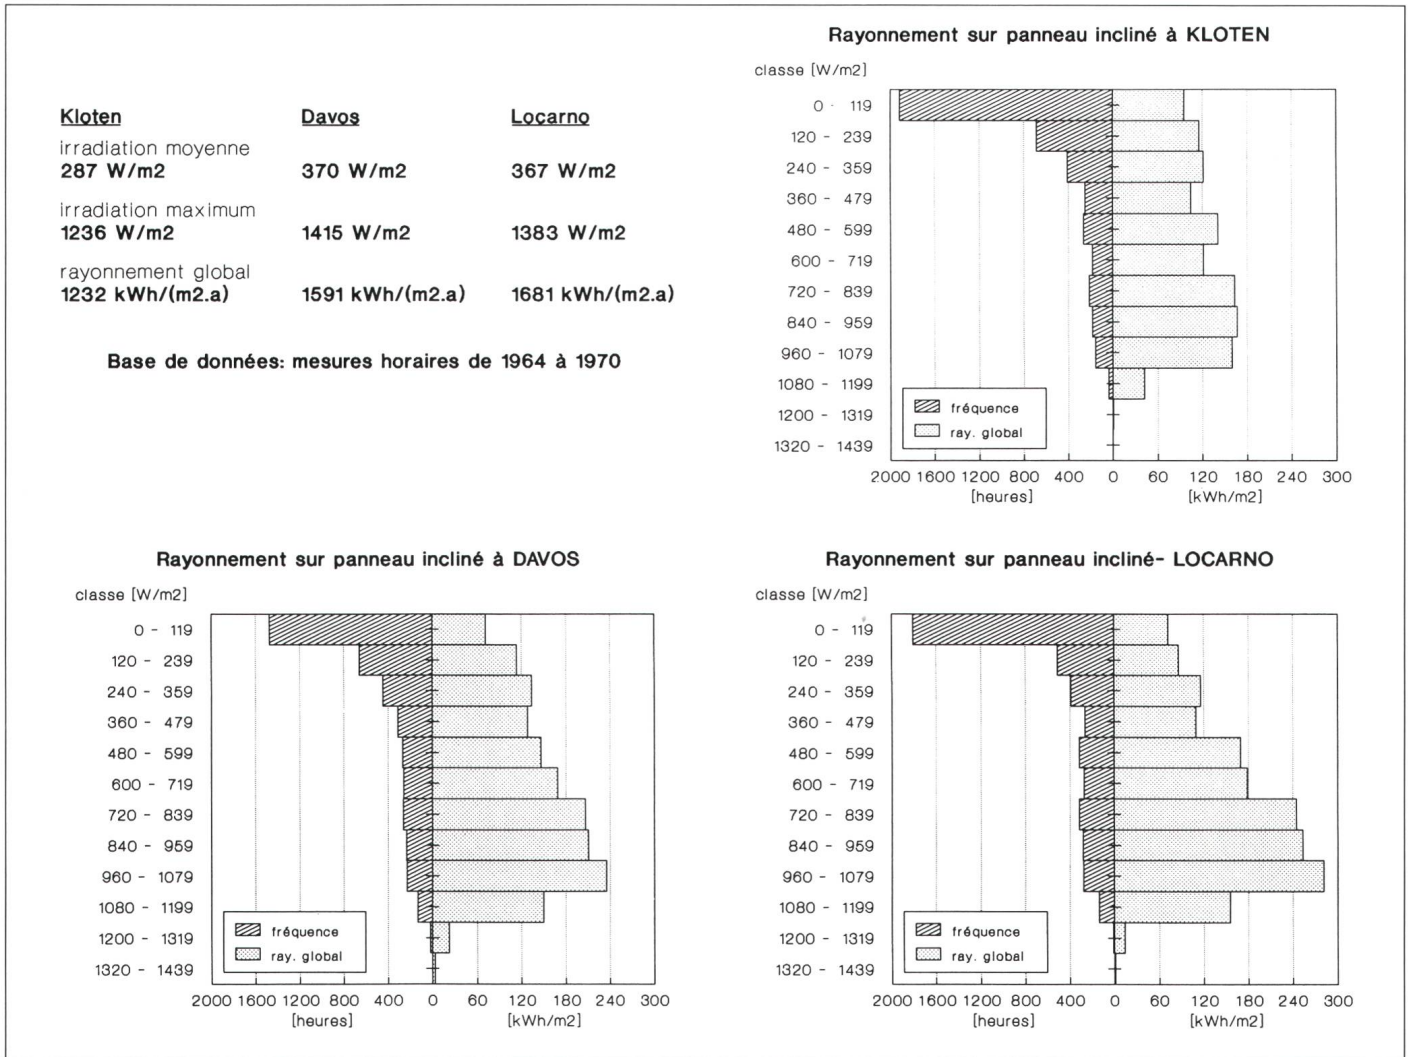 Kloten Davos Locarno
irradiation moyenne
287 W/m2 370 W/m2 367 W/m2
irradiation maximum
1236 W/m2 1415 W/m2 1383 W/m2
rayonnement global
1232 kWh/(m2.a) 1591 kWh/(m2.a) 1681 kWh/(m2.a)
Base de données: mesures horaires de 1964 à 1970
Rayonnement sur panneau incliné à KLOTEN
classe [W/m2]
0 - 119
120 - 239
240 - 359
360 - 479
480 - 599
600 - 719
720 - 839
840 - 959
960 - 1079
1080 - 1199
1200 - 1319
1320 - 1439
fréquence
ray. global
2000 1600 1200 800 400 0 60 120 180 240 300
[heures] [kWh/m2]
Rayonnement sur panneau incliné à DAVOS
classe [W/m2]
0 - 119
120 - 239
240 - 359
360 - 479
480 - 599
600 - 719
720 - 839
840 - 959
960 - 1079
1080 - 1199
1200 - 1319
1320 - 1439
fréquence
ray. global
2000 1600 1200 800 400 0 60 120 180 240 300
[heures] [kWh/m2]
Rayonnement sur panneau incliné- LOCARNO
classe [W/m2]
0 - 119
120 - 239
240 - 359
360 - 479
480 - 599
600 - 719
720 - 839
840 - 959
960 - 1079
1080 - 1199
1200 - 1319
1320 - 1439
fréquence
ray. global
2000 1600 1200 800 400 0 60 120 180 240 300
[heures] [kWh/m2]